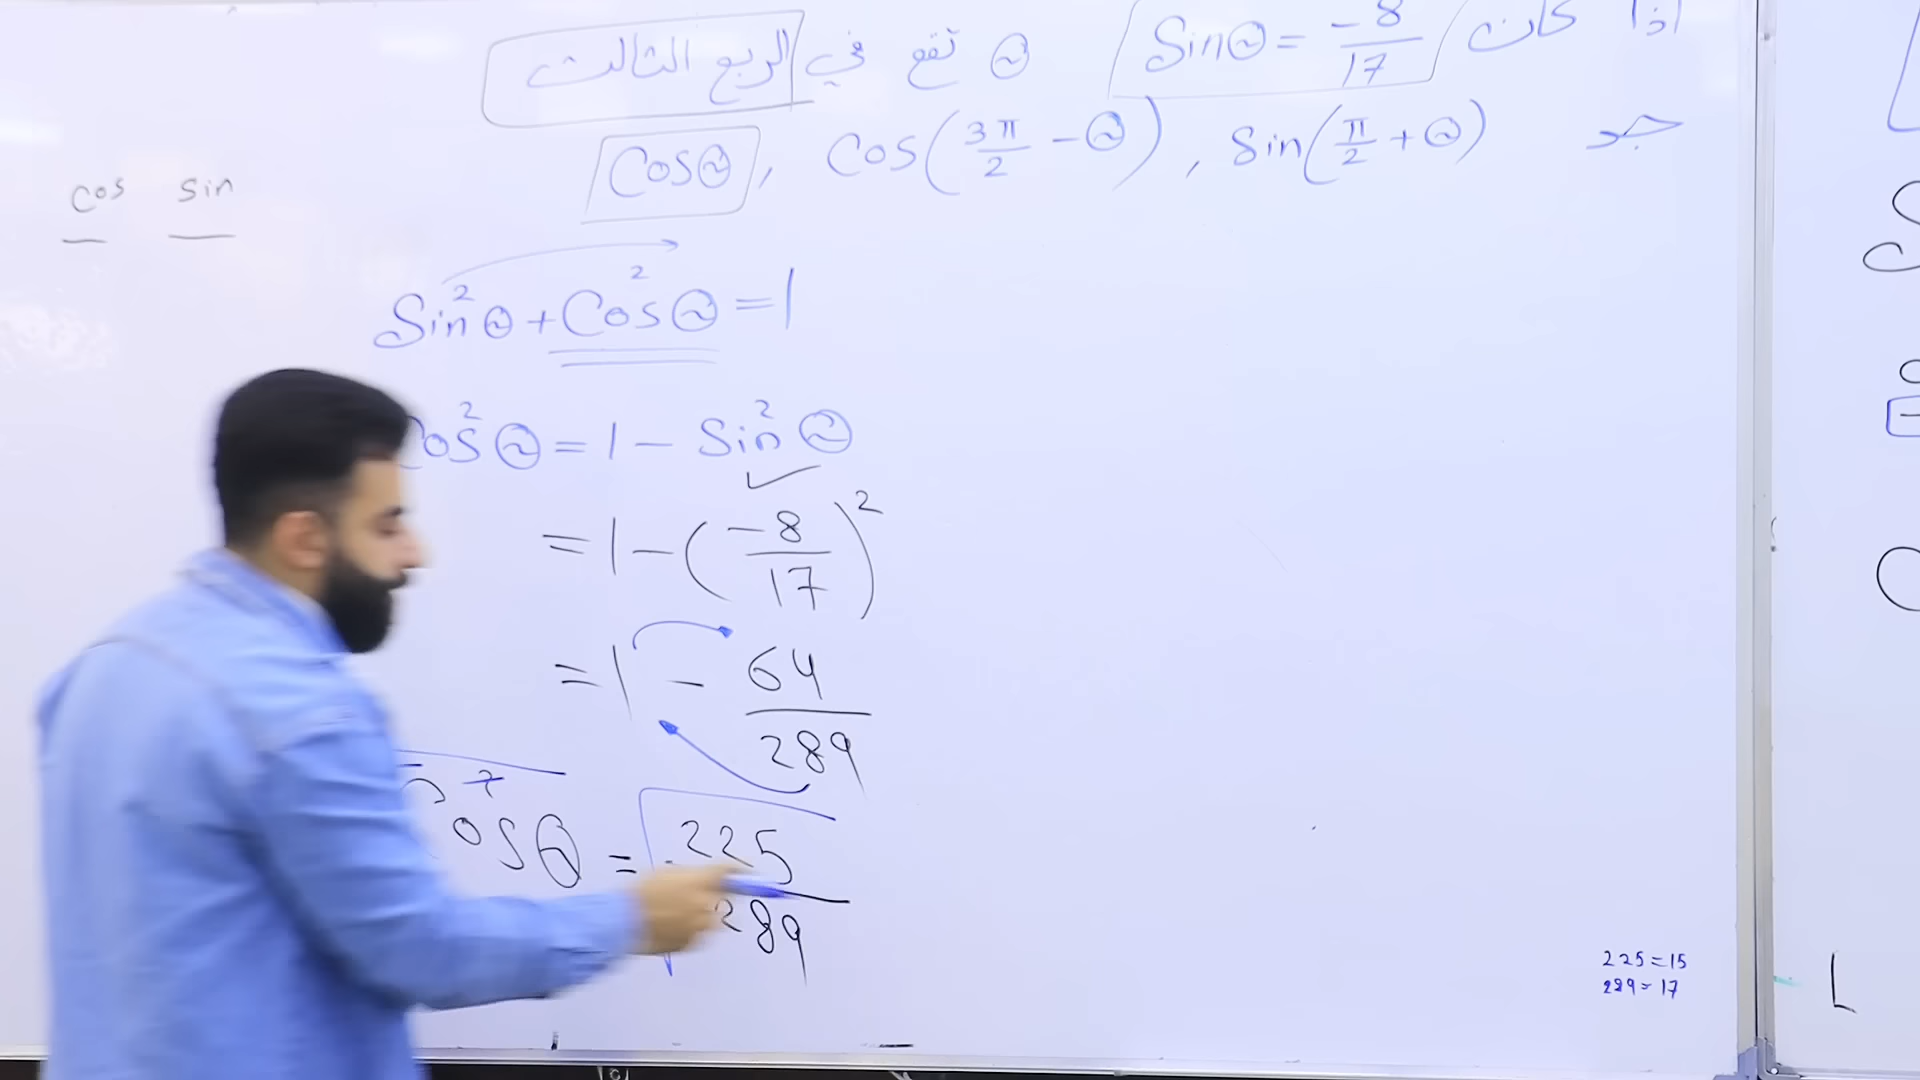 اذا كان Sinθ = -8/17 θ تقع في الربع الثالث
جد Sin(π/2 + θ) , Cos(3π/2 - θ) , Cosθ
cos sin
Sin²θ + Cos²θ = 1
Cos²θ = 1 - Sin²θ
= 1 - (-8/17)²
= 1 - 64/289
Cosθ = √225/289
225=15
289=17